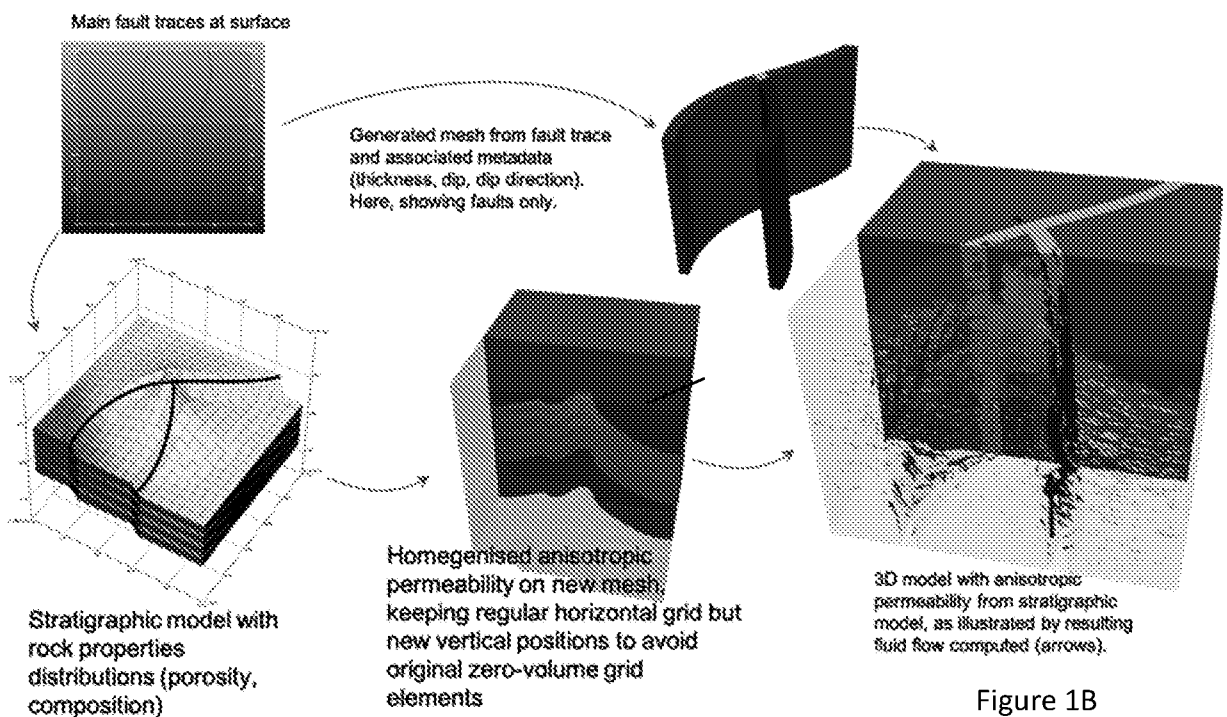 Main fault traces at surface
Generated mesh from fault trace
and associated metadada
(thickness, dip, dip direction).
Here, showing faults only.
Homegenised anisotropic
permeability on new mesh,
keeping regular horizontal grid but
new vertical positions to avoid
original zero-volume grid
elements
Stratigraphic model with
rock properties
distributions (porosity,
composition)
3D model with anisotropic
permeability from stratigraphic
model, as illustrated by resulting
fluid flow computed (arrows).
Figure 1B